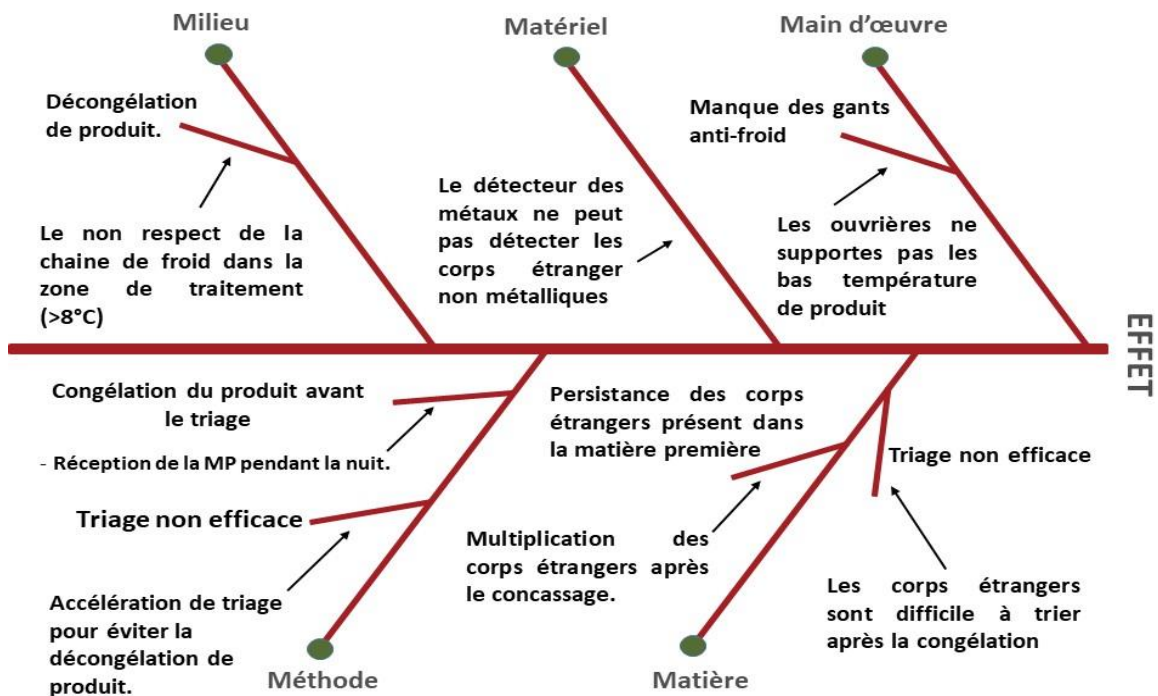 Milieu
Matériel
Main d'œuvre
Décongélation
de produit.
Le non respect de la
chaine de froid dans la
zone de traitement
(>8°C)
Le détecteur des
métaux ne peut
pas détecter les
corps étranger
non métalliques
Manque des gants
anti-froid
Les ouvrières ne
supportes pas les
bas température
de produit
EFFET
Congélation du produit avant
le triage
- Réception de la MP pendant la nuit.
Triage non efficace
Accélération de triage
pour éviter la
décongélation de
produit.
Méthode
Persistance des corps
étrangers présent dans
la matière première
Multiplication des
corps étrangers après
le concassage.
Triage non efficace
Les corps étrangers
sont difficile à trier
après la congélation
Matière